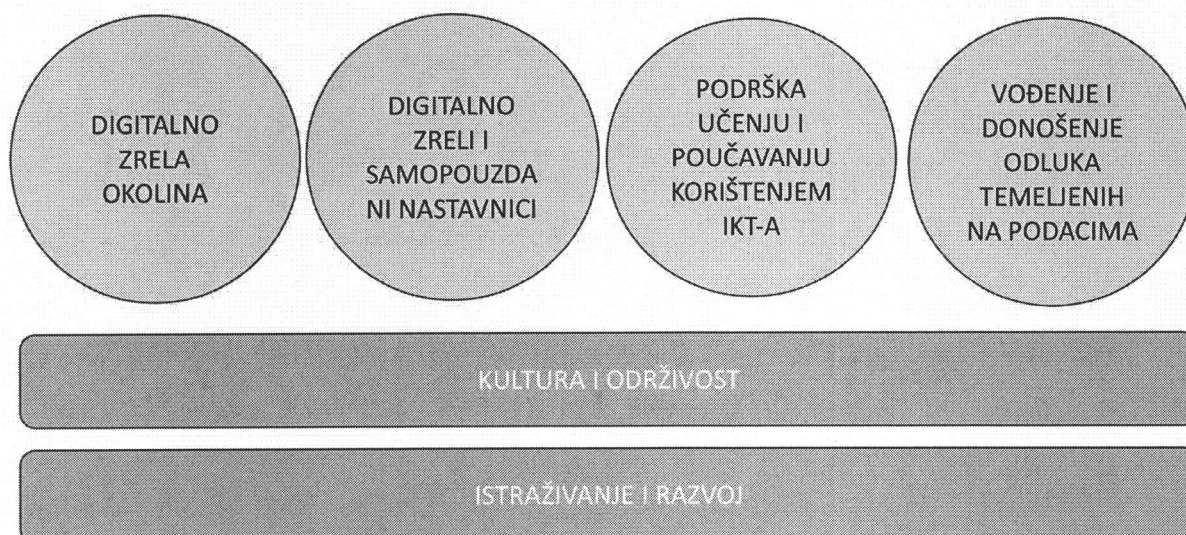 DIGITALNO
ZRELA
OKOLINA
DIGITALNO
ZRELI I
SAMOPOUZDA
NI NASTAVNICI
PODRŠKA
UČENJU I
POUČAVANJU
KORIŠTENJEM
IKT-A
VOĐENJE I
DONOŠENJE
ODLUKA
TEMELJENIH
NA PODACIMA
KULTURA I ODRŽIVOST
ISTRAŽIVANJE I RAZVOJ